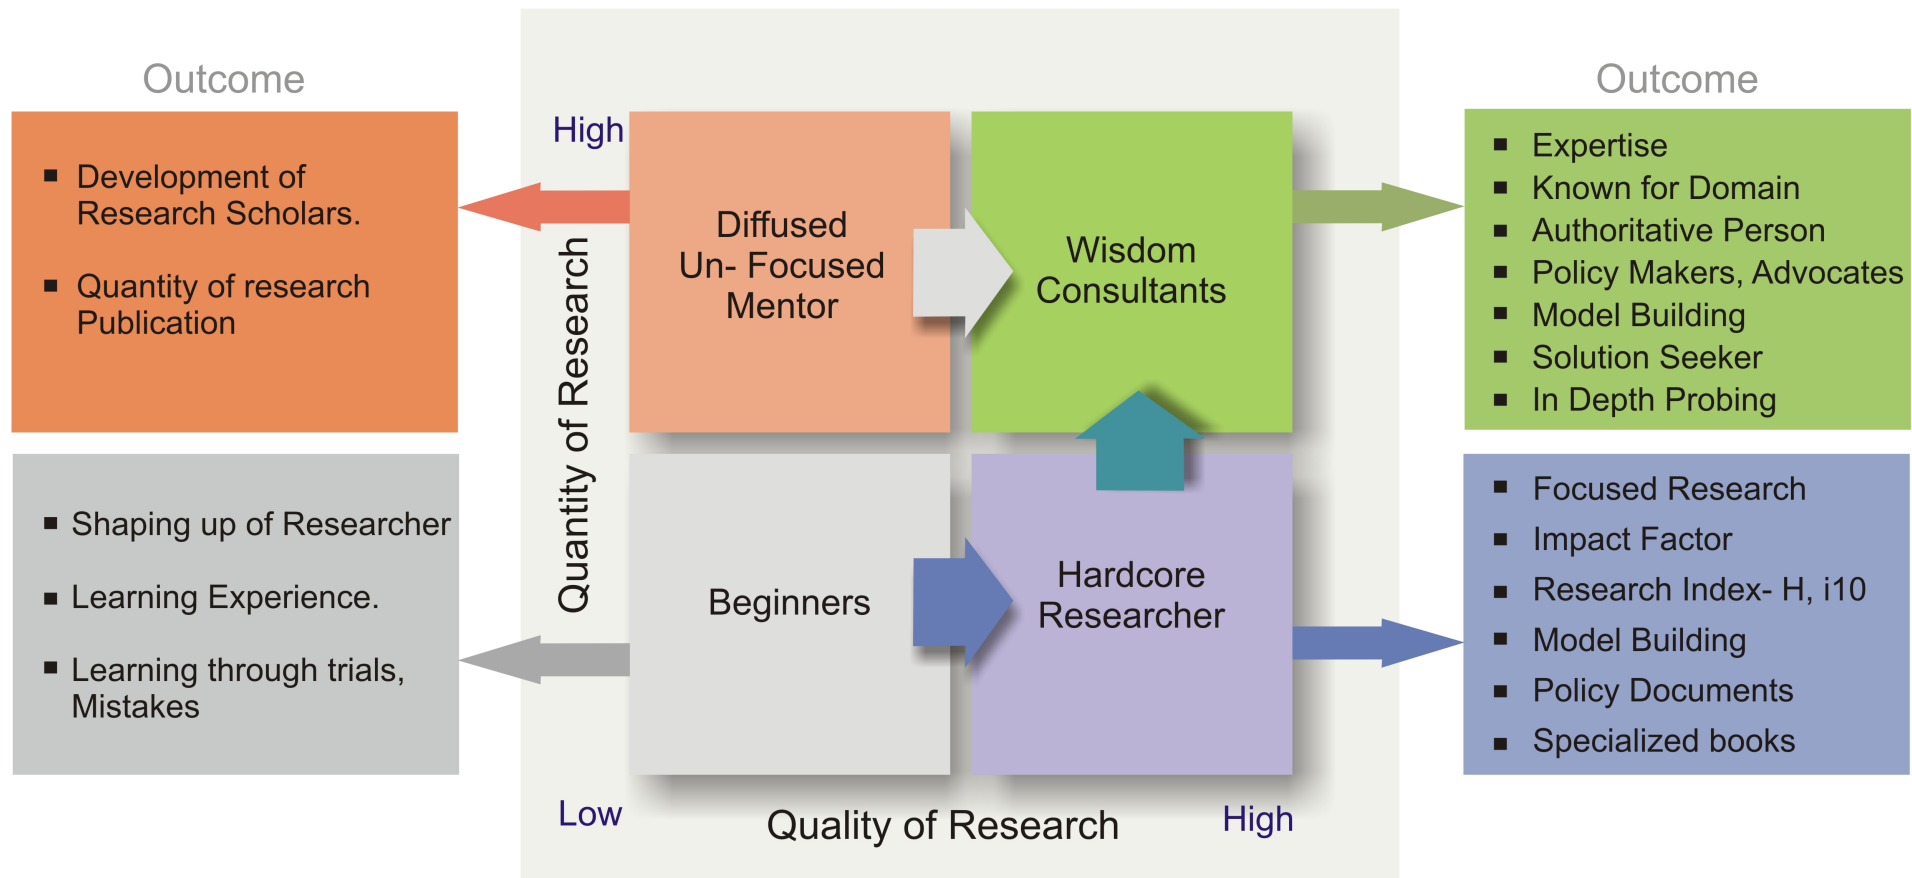 Outcome
Development of
Research Scholars.
Quantity of research
Publication
Shaping up of Researcher
Learning Experience.
Learning through trials,
Mistakes
High
Quantity of Research
Low
Diffused
Un- Focused
Mentor
Wisdom
Consultants
Beginners
Hardcore
Researcher
Quality of Research
High
Outcome
Expertise
Known for Domain
Authoritative Person
Policy Makers, Advocates
Model Building
Solution Seeker
In Depth Probing
Focused Research
Impact Factor
Research Index- H, i10
Model Building
Policy Documents
Specialized books